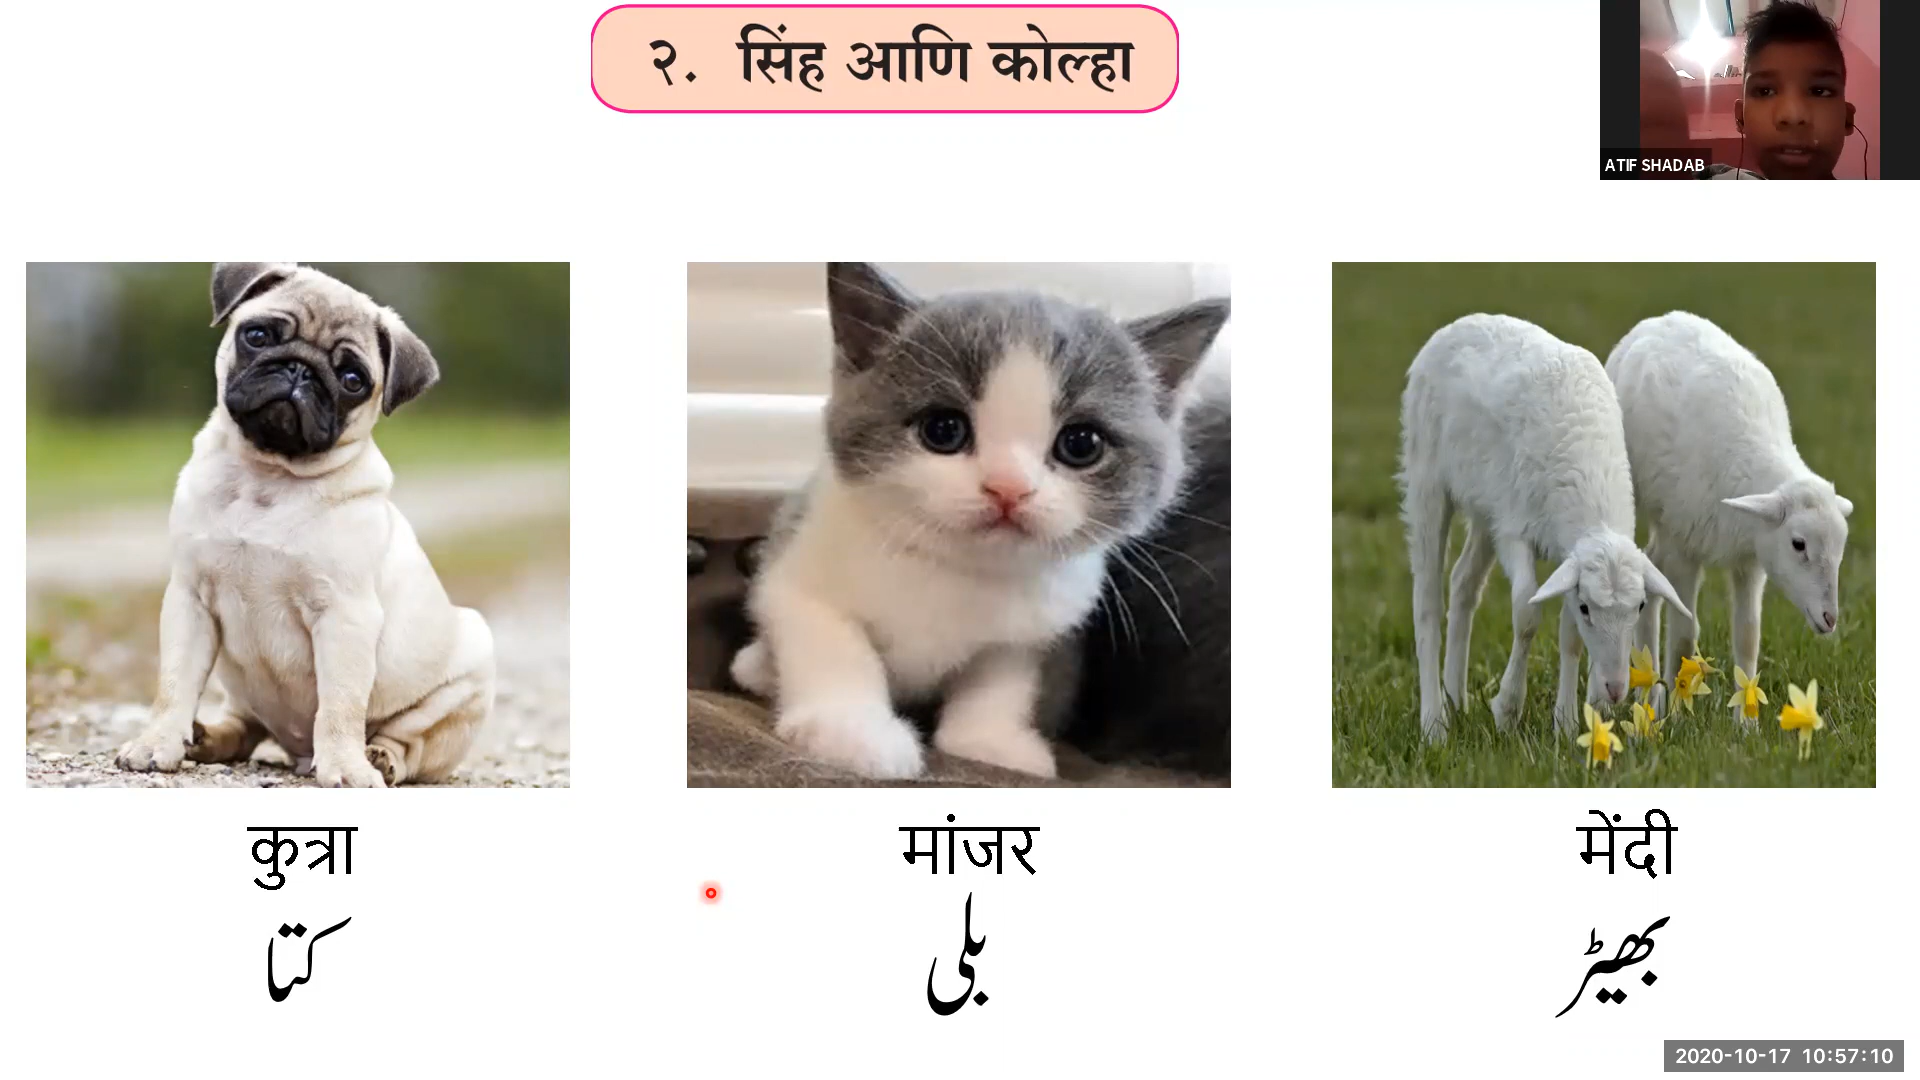 २. सिंह आणि कोल्हा
ATIF SHADAB
कुत्रा
मांजर
मेंदी
کتا
بلی
بھیڑ
2020-10-17 10:57:10